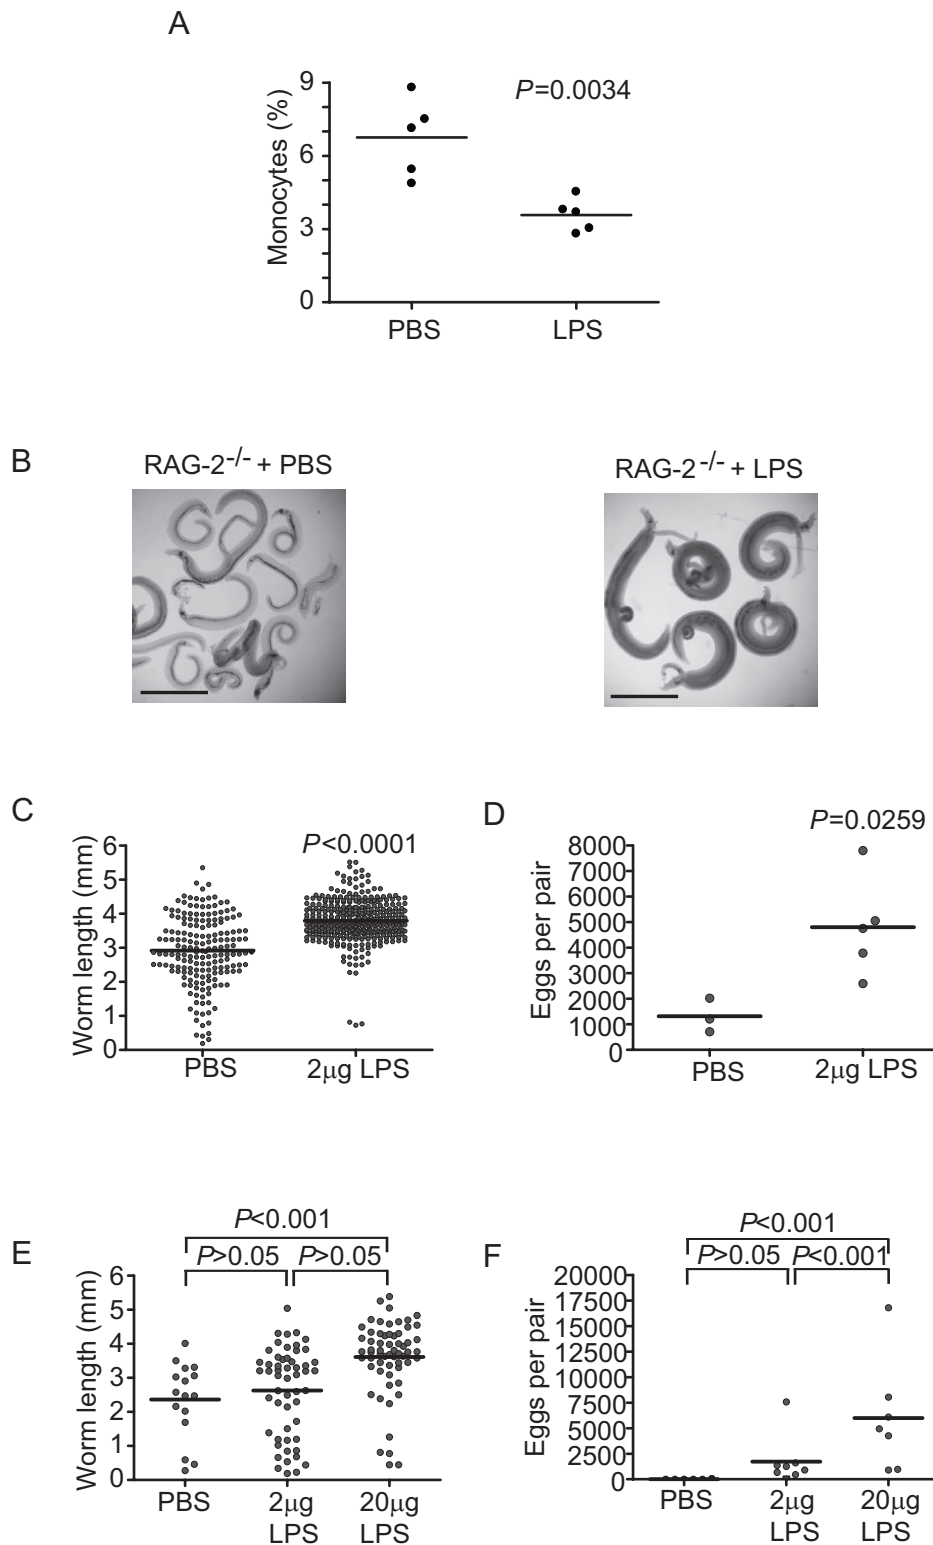 A
9
6
3
0
Monocytes (%)
P=0.0034
PBS
LPS
B
RAG-2-/- + PBS
RAG-2-/- + LPS
C
Worm length (mm)
6
5
4
3
2
1
0
P<0.0001
PBS
2µg LPS
D
Eggs per pair
8000
7000
6000
5000
4000
3000
2000
1000
0
P=0.0259
PBS
2µg LPS
E
P<0.001
P>0.05
P>0.05
Worm length (mm)
6
5
4
3
2
1
0
PBS
2µg
LPS
20µg
LPS
F
P<0.001
P>0.05
P<0.001
Eggs per pair
20000
17500
15000
12500
10000
7500
5000
2500
0
PBS
2µg
LPS
20µg
LPS